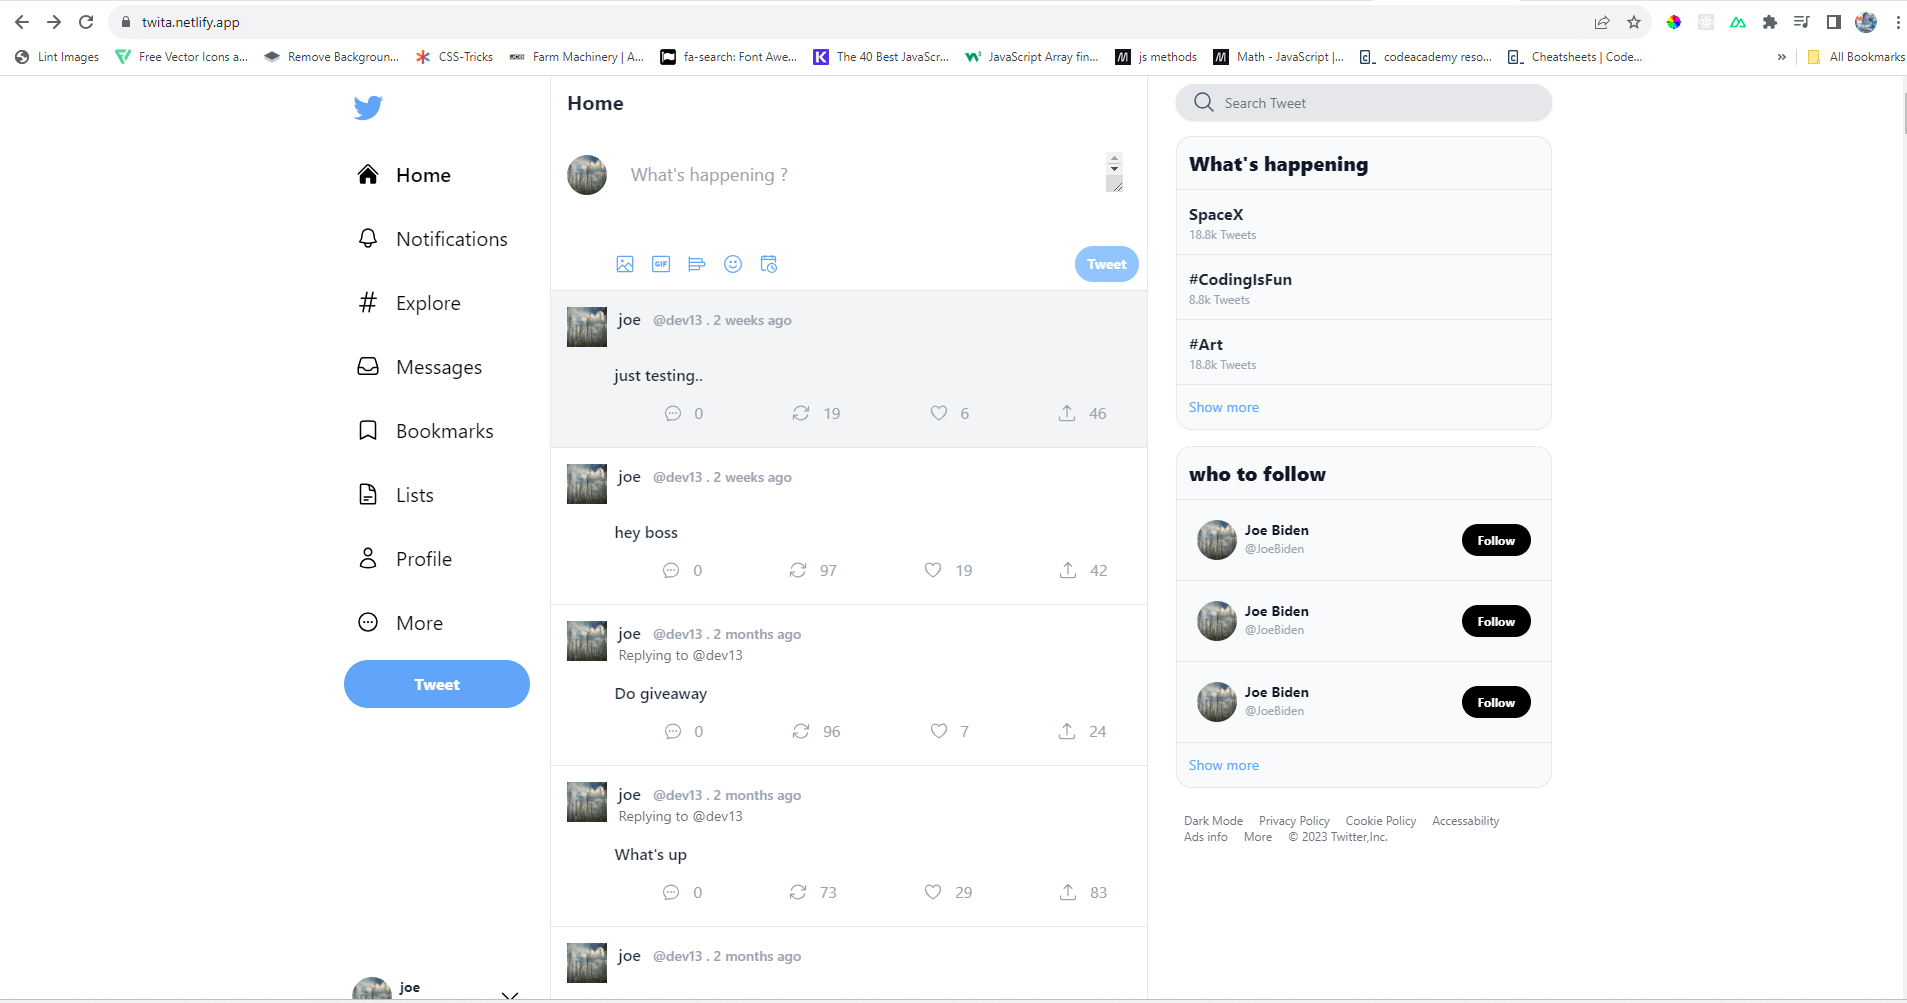 twita.netlify.app
Lint Images
Free Vector Icons a...
Remove Backgroun...
CSS-Tricks
Farm Machinery | A...
fa-search: Font Awe...
The 40 Best JavaScr...
JavaScript Array fin...
js methods
Math - JavaScript |...
codeacademy reso...
Cheatsheets | Code...
»
All Bookmarks
Home
Notifications
Explore
Messages
Bookmarks
Lists
Profile
More
Tweet
joe
Home
What's happening ?
GIF
Tweet
joe @dev13 . 2 weeks ago
just testing..
0 19 6 46
joe @dev13 . 2 weeks ago
hey boss
0 97 19 42
joe @dev13 . 2 months ago
Replying to @dev13
Do giveaway
0 96 7 24
joe @dev13 . 2 months ago
Replying to @dev13
What's up
0 73 29 83
joe @dev13 . 2 months ago
Search Tweet
What's happening
SpaceX
18.8k Tweets
#CodingIsFun
8.8k Tweets
#Art
18.8k Tweets
Show more
who to follow
Joe Biden
@JoeBiden
Follow
Joe Biden
@JoeBiden
Follow
Joe Biden
@JoeBiden
Follow
Show more
Dark Mode Privacy Policy Cookie Policy Accessability
Ads info More © 2023 Twitter,Inc.